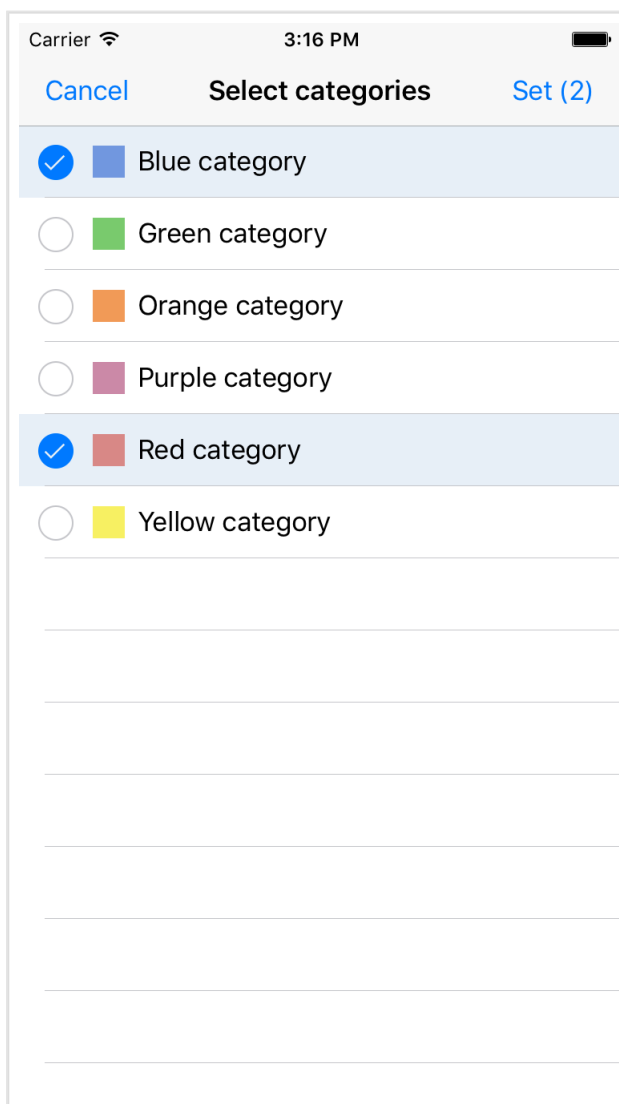 Carrier 3:16 PM
Cancel Select categories Set (2)
Blue category
Green category
Orange category
Purple category
Red category
Yellow category